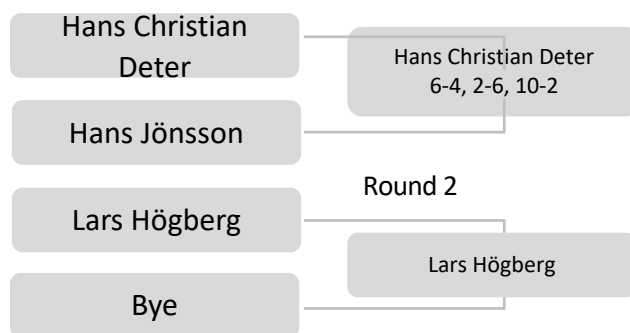 Hans Christian
Deter
Hans Jönsson
Lars Högberg
Bye
Hans Christian Deter
6-4, 2-6, 10-2
Round 2
Lars Högberg